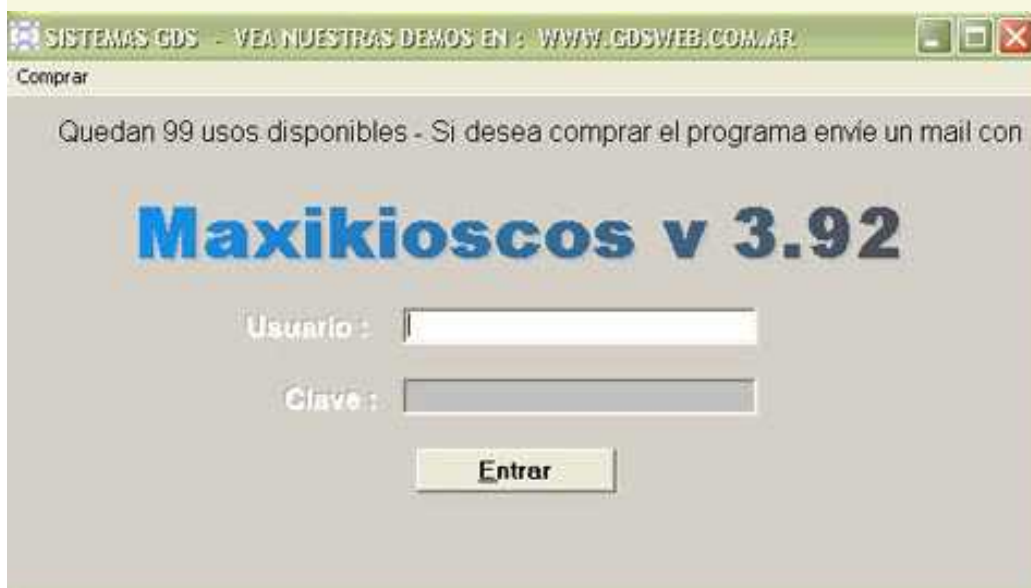 SISTEMAS GDS - VEA NUESTRAS DEMOS EN : WWW.GDSWEB.COM.AR
Comprar
Quedan 99 usos disponibles - Si desea comprar el programa envíe un mail con
Maxikioscos v 3.92
Usuario :
Clave :
Entrar